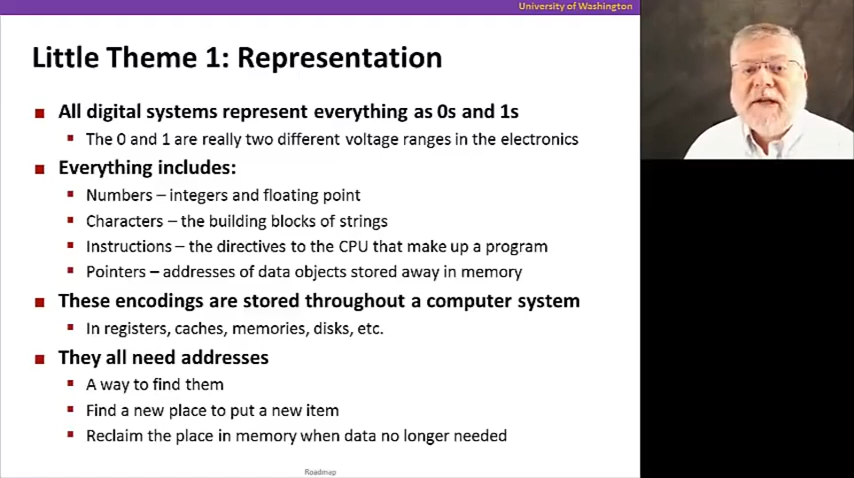 University of Washington
Little Theme 1: Representation
All digital systems represent everything as 0s and 1s
The 0 and 1 are really two different voltage ranges in the electronics
Everything includes:
Numbers – integers and floating point
Characters – the building blocks of strings
Instructions – the directives to the CPU that make up a program
Pointers – addresses of data objects stored away in memory
These encodings are stored throughout a computer system
In registers, caches, memories, disks, etc.
They all need addresses
A way to find them
Find a new place to put a new item
Reclaim the place in memory when data no longer needed
Roadmap